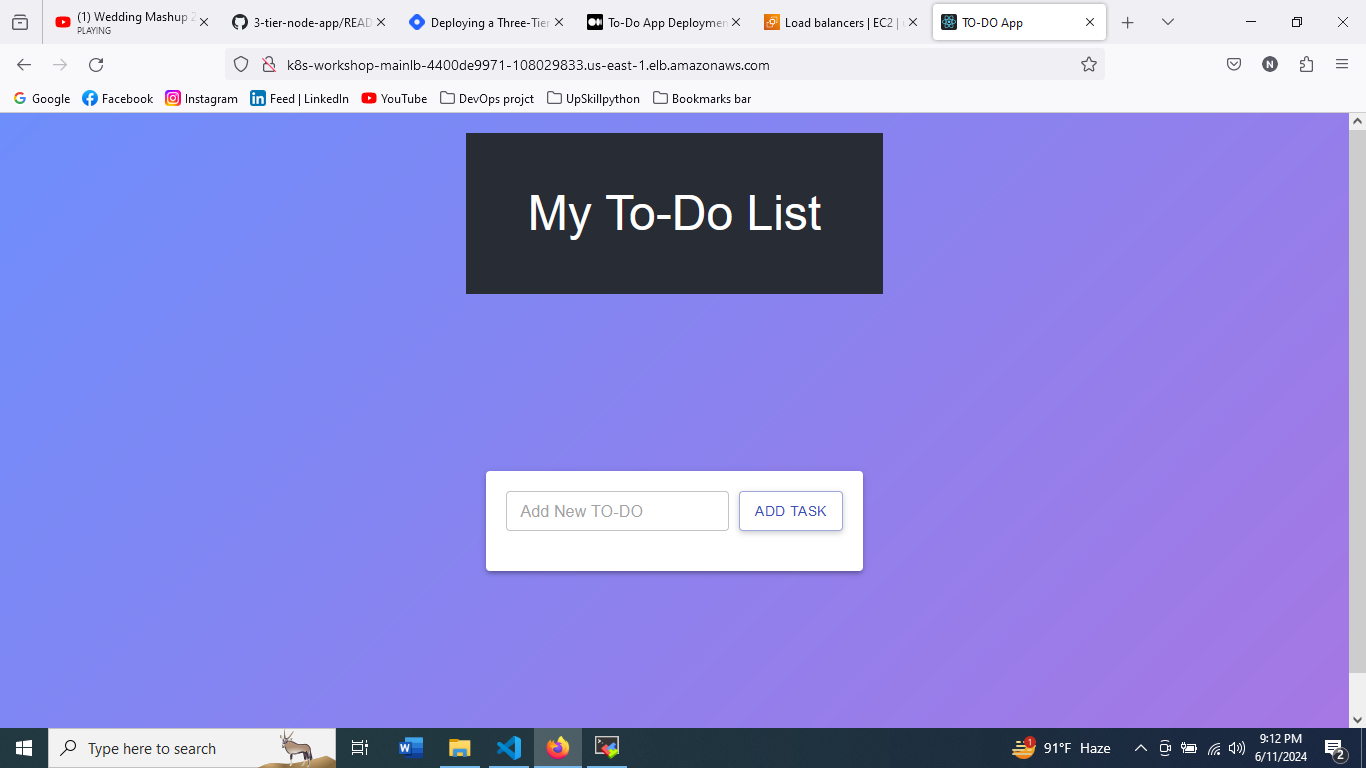 (1) Wedding Mashup 2
PLAYING
3-tier-node-app/READ
Deploying a Three-Tier
To-Do App Deploymen
Load balancers | EC2 |
TO-DO App
k8s-workshop-mainlb-4400de9971-108029833.us-east-1.elb.amazonaws.com
N
Google
Facebook
Instagram
Feed | LinkedIn
YouTube
DevOps projct
UpSkillpython
Bookmarks bar
My To-Do List
Add New TO-DO
ADD TASK
Type here to search
1
91°F Haze
9:12 PM
6/11/2024
2